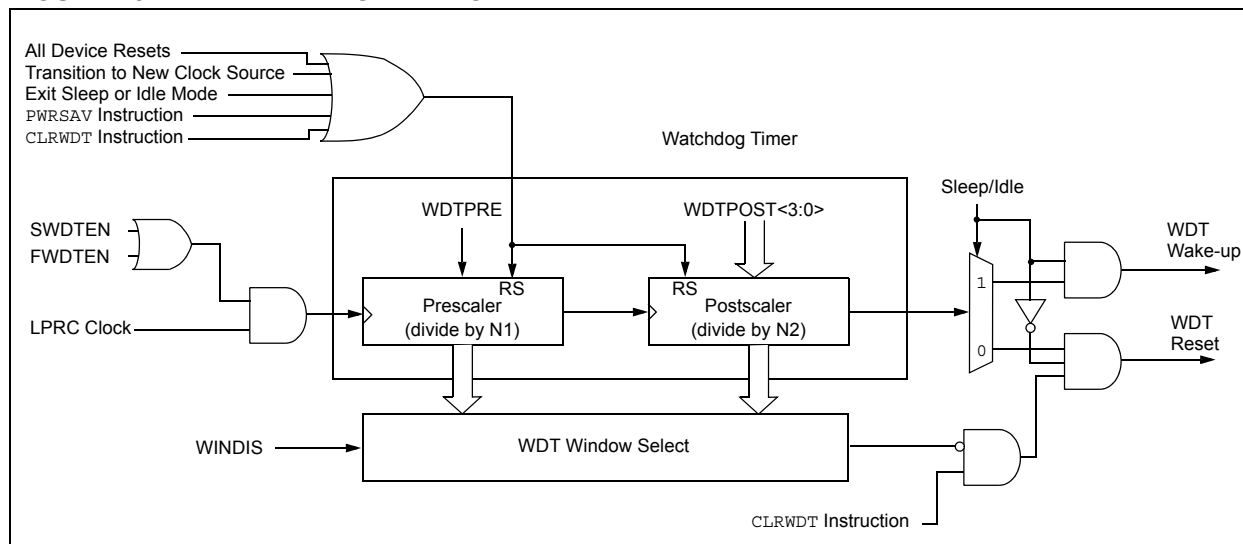 All Device Resets
Transition to New Clock Source
Exit Sleep or Idle Mode
PWRSAV Instruction
CLRWDT Instruction
Watchdog Timer
Sleep/Idle
WDTPRE
WDTPOST<3:0>
SWDTEN
FWDTEN
WDT
Wake-up
RS
RS
Prescaler
(divide by N1)
Postscaler
(divide by N2)
1
0
LPRC Clock
WDT
Reset
WINDIS
WDT Window Select
CLRWDT Instruction